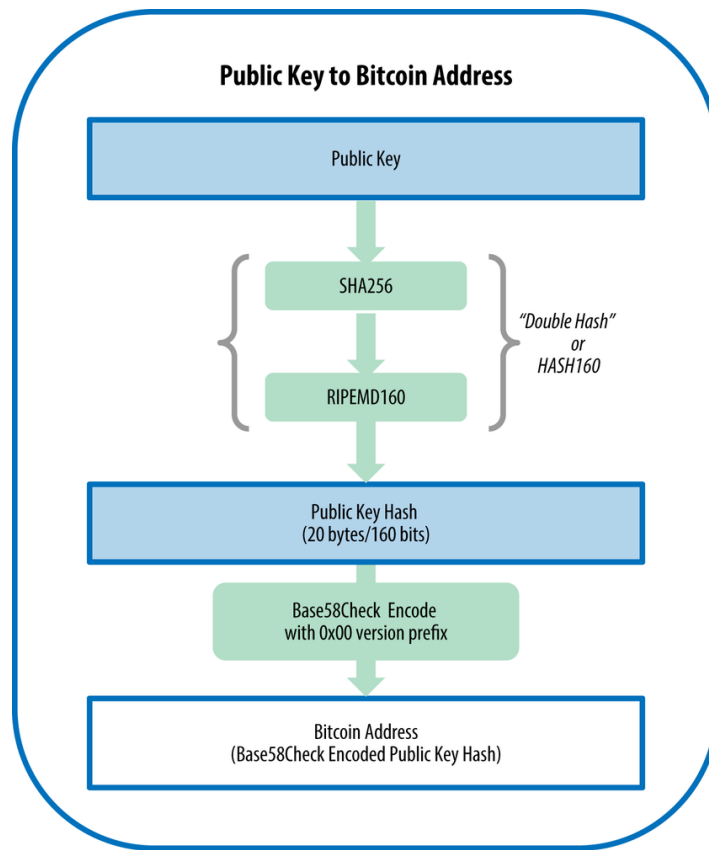 Public Key to Bitcoin Address
Public Key
SHA256
“Double Hash”
or
HASH160
RIPEMD160
Public Key Hash
(20 bytes/160 bits)
Base58Check Encode
with 0x00 version prefix
Bitcoin Address
(Base58Check Encoded Public Key Hash)